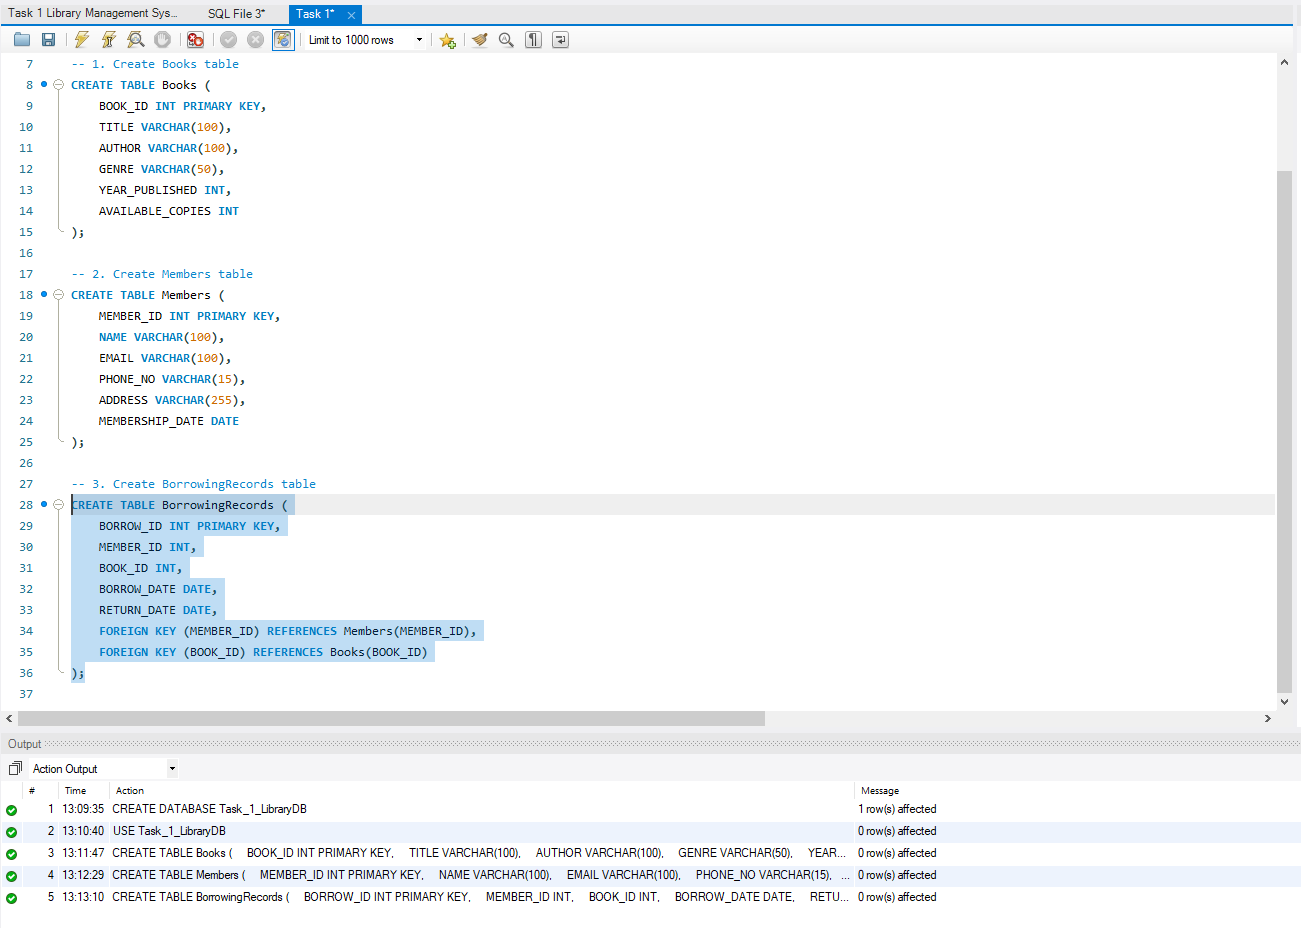 Task 1 Library Management Sys... SQL File 3* Task 1*
Limit to 1000 rows
7 -- 1. Create Books table
8 CREATE TABLE Books (
9 BOOK_ID INT PRIMARY KEY,
10 TITLE VARCHAR(100),
11 AUTHOR VARCHAR(100),
12 GENRE VARCHAR(50),
13 YEAR_PUBLISHED INT,
14 AVAILABLE_COPIES INT
15 );
16
17 -- 2. Create Members table
18 CREATE TABLE Members (
19 MEMBER_ID INT PRIMARY KEY,
20 NAME VARCHAR(100),
21 EMAIL VARCHAR(100),
22 PHONE_NO VARCHAR(15),
23 ADDRESS VARCHAR(255),
24 MEMBERSHIP_DATE DATE
25 );
26
27 -- 3. Create BorrowingRecords table
28 CREATE TABLE BorrowingRecords (
29 BORROW_ID INT PRIMARY KEY,
30 MEMBER_ID INT,
31 BOOK_ID INT,
32 BORROW_DATE DATE,
33 RETURN_DATE DATE,
34 FOREIGN KEY (MEMBER_ID) REFERENCES Members(MEMBER_ID),
35 FOREIGN KEY (BOOK_ID) REFERENCES Books(BOOK_ID)
36 );
37
Output
Action Output
# Time Action Message
1 13:09:35 CREATE DATABASE Task_1_LibraryDB 1 row(s) affected
2 13:10:40 USE Task_1_LibraryDB 0 row(s) affected
3 13:11:47 CREATE TABLE Books ( BOOK_ID INT PRIMARY KEY, TITLE VARCHAR(100), AUTHOR VARCHAR(100), GENRE VARCHAR(50), YEAR... 0 row(s) affected
4 13:12:29 CREATE TABLE Members ( MEMBER_ID INT PRIMARY KEY, NAME VARCHAR(100), EMAIL VARCHAR(100), PHONE_NO VARCHAR(15), ... 0 row(s) affected
5 13:13:10 CREATE TABLE BorrowingRecords ( BORROW_ID INT PRIMARY KEY, MEMBER_ID INT, BOOK_ID INT, BORROW_DATE DATE, RETU... 0 row(s) affected